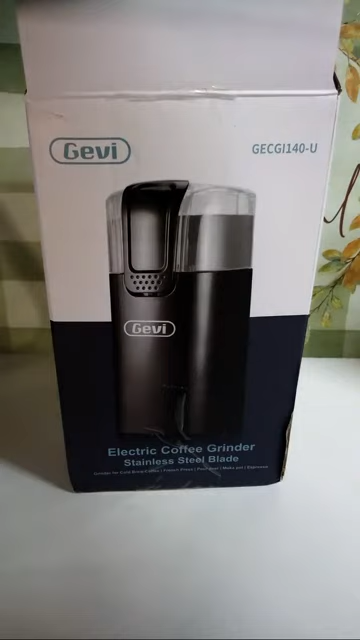 Gevi
GECGI140-U
Gevi
Electric Coffee Grinder
Stainless Steel Blade